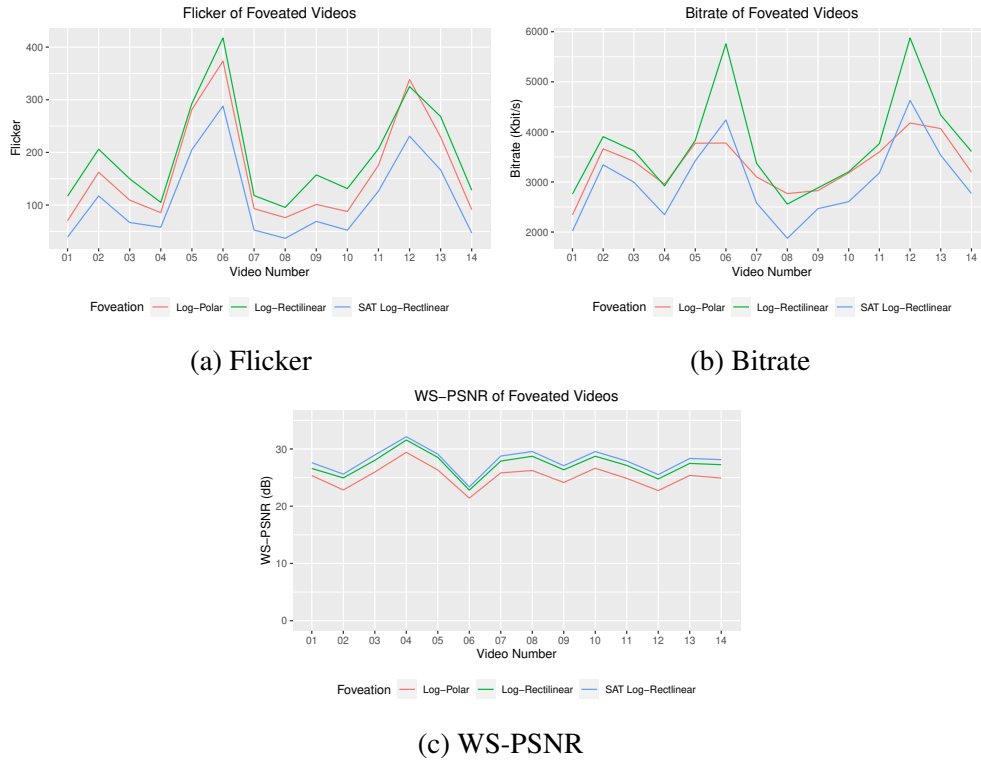 Flicker of Foveated Videos
400
300
200
100
Flicker
01 02 03 04 05 06 07 08 09 10 11 12 13 14
Video Number
Foveation Log−Polar Log−Rectilinear SAT Log−Rectlinear
(a) Flicker
Bitrate of Foveated Videos
6000
5000
4000
3000
2000
Bitrate (Kbit/s)
01 02 03 04 05 06 07 08 09 10 11 12 13 14
Video Number
Foveation Log−Polar Log−Rectilinear SAT Log−Rectlinear
(b) Bitrate
WS−PSNR of Foveated Videos
30
20
10
0
WS−PSNR (dB)
01 02 03 04 05 06 07 08 09 10 11 12 13 14
Video Number
Foveation Log−Polar Log−Rectilinear SAT Log−Rectlinear
(c) WS-PSNR